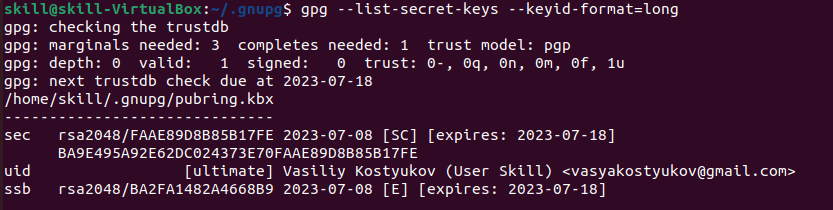 skill@skill-VirtualBox:~/.gnupg$ gpg --list-secret-keys --keyid-format=long
gpg: checking the trustdb
gpg: marginals needed: 3  completes needed: 1  trust model: pgp
gpg: depth: 0  valid:   1  signed:   0  trust: 0-, 0q, 0n, 0m, 0f, 1u
gpg: next trustdb check due at 2023-07-18
/home/skill/.gnupg/pubring.kbx
------------------------------
sec   rsa2048/FAAE89D8B85B17FE 2023-07-08 [SC] [expires: 2023-07-18]
      BA9E495A92E62DC024373E70FAAE89D8B85B17FE
uid                 [ultimate] Vasiliy Kostyukov (User Skill) <vasyakostyukov@gmail.com>
ssb   rsa2048/BA2FA1482A4668B9 2023-07-08 [E] [expires: 2023-07-18]